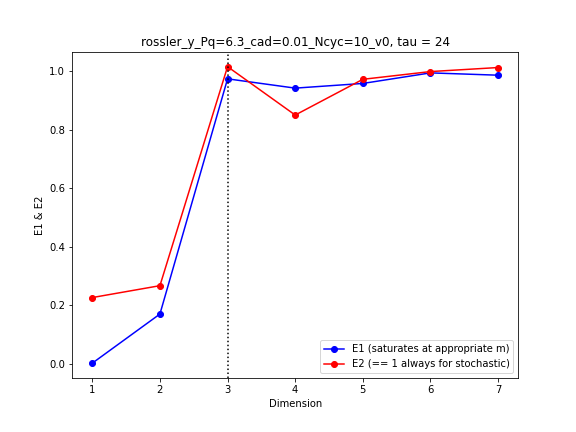 rossler_y_Pq=6.3_cad=0.01_Ncyc=10_v0, tau = 24
1.0
0.8
0.6
0.4
0.2
0.0
E1 & E2
E1 (saturates at appropriate m)
E2 (== 1 always for stochastic)
1 2 3 4 5 6 7
Dimension